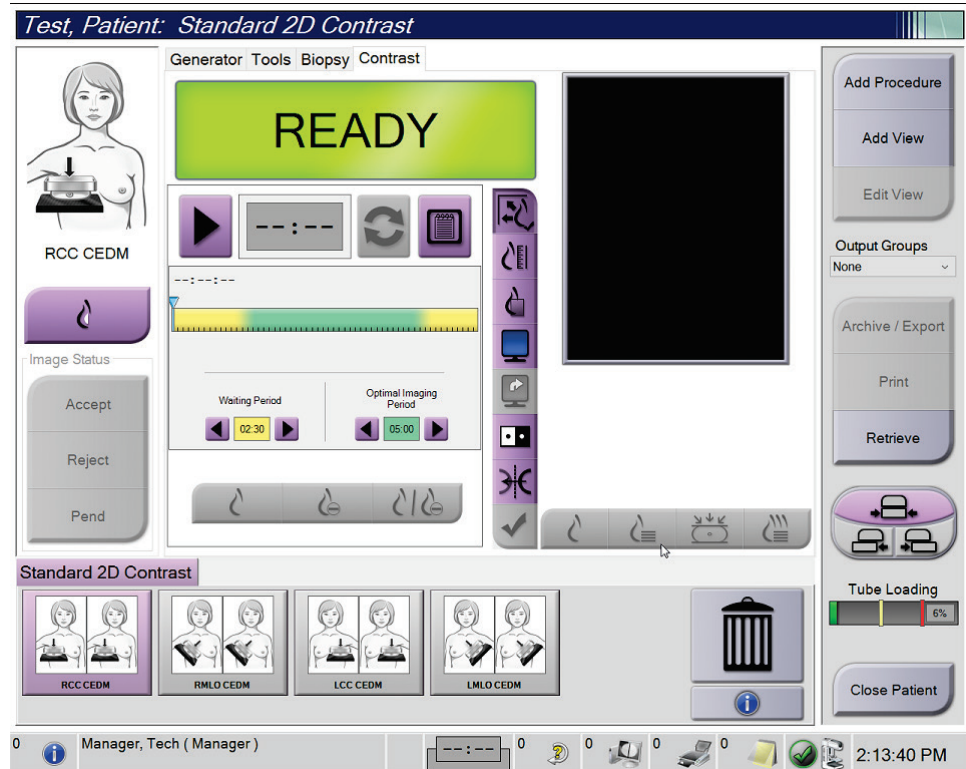 Test, Patient: Standard 2D Contrast
Generator Tools Biopsy Contrast
READY
RCC CEDM
--:--
--:--:--
Waiting Period
Optimal Imaging
Period
02:30
05:00
Image Status
Accept
Reject
Pend
Add Procedure
Add View
Edit View
Output Groups
None
Archive / Export
Print
Retrieve
Tube Loading
6%
Close Patient
Standard 2D Contrast
RCC CEDM
RMLO CEDM
LCC CEDM
LMLO CEDM
0
Manager, Tech ( Manager )
--:--
0
0
0
0
2:13:40 PM